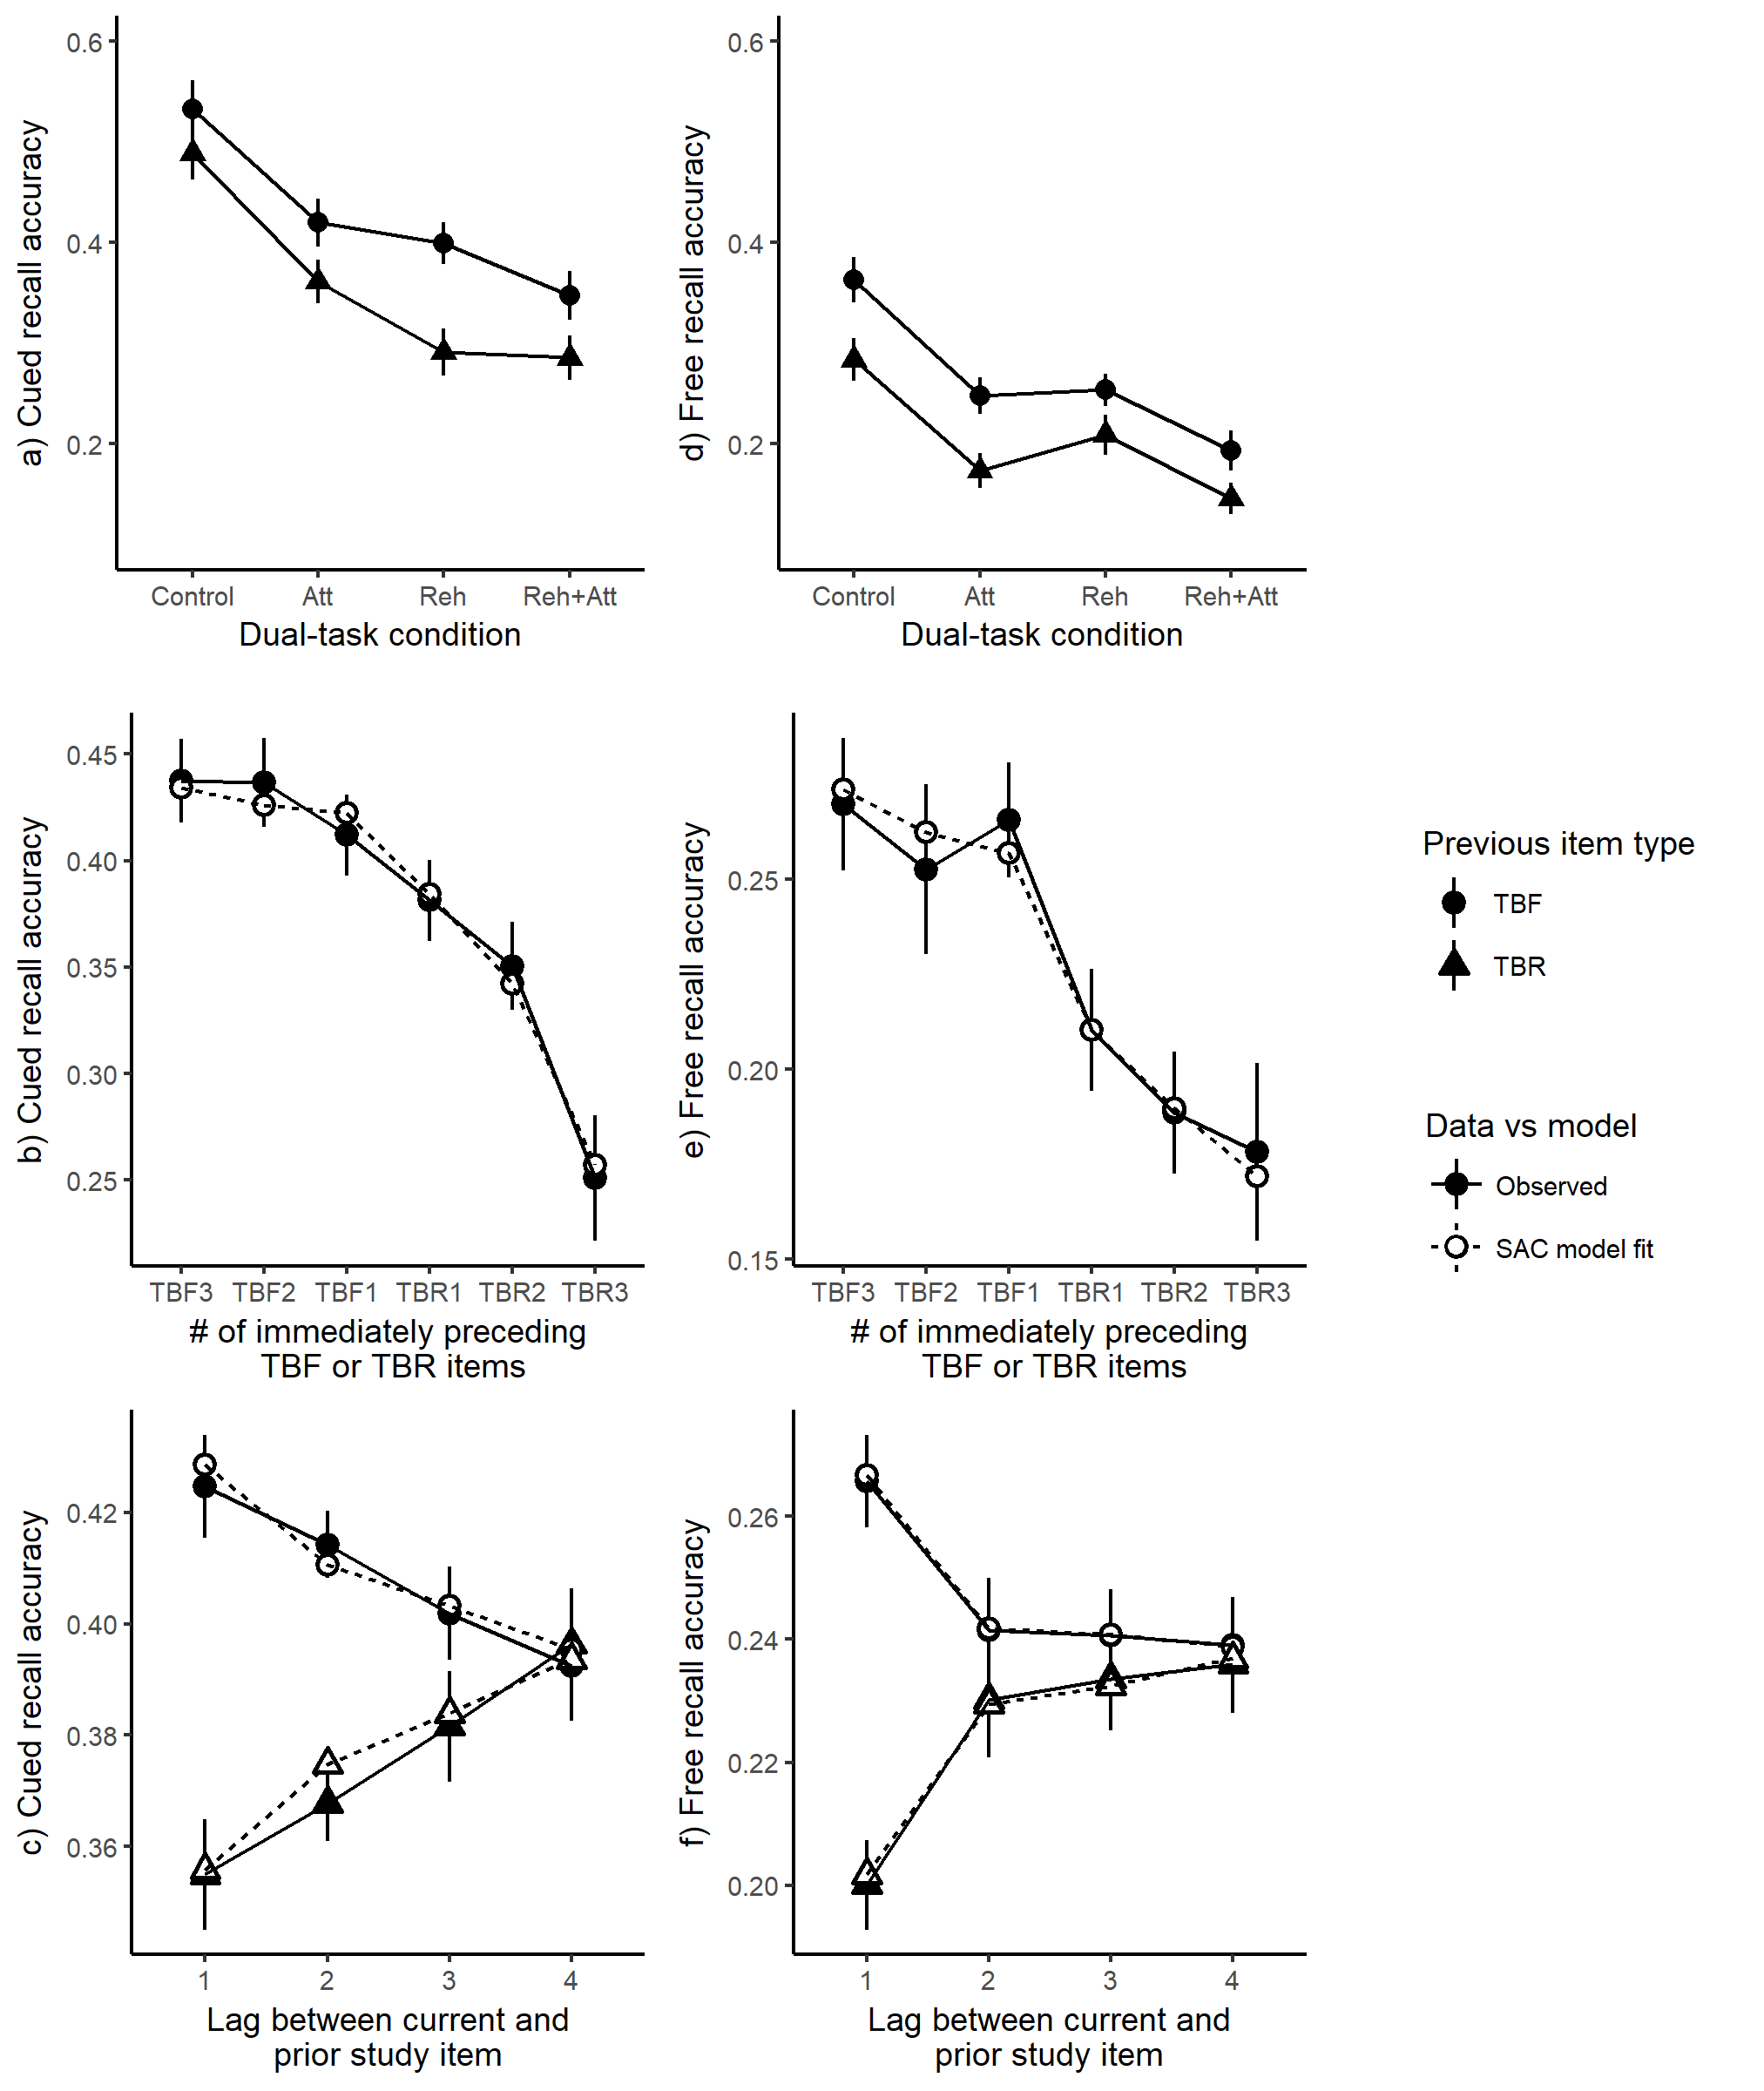 a) Cued recall accuracy
0.6
0.4
0.2
Control Att Reh Reh+Att
Dual-task condition
d) Free recall accuracy
0.6
0.4
0.2
Control Att Reh Reh+Att
Dual-task condition
b) Cued recall accuracy
0.45
0.40
0.35
0.30
0.25
TBF3 TBF2 TBF1 TBR1 TBR2 TBR3
# of immediately preceding
TBF or TBR items
e) Free recall accuracy
0.25
0.20
0.15
TBF3 TBF2 TBF1 TBR1 TBR2 TBR3
# of immediately preceding
TBF or TBR items
Previous item type
TBF
TBR
Data vs model
Observed
SAC model fit
c) Cued recall accuracy
0.42
0.40
0.38
0.36
1 2 3 4
Lag between current and
prior study item
f) Free recall accuracy
0.26
0.24
0.22
0.20
1 2 3 4
Lag between current and
prior study item